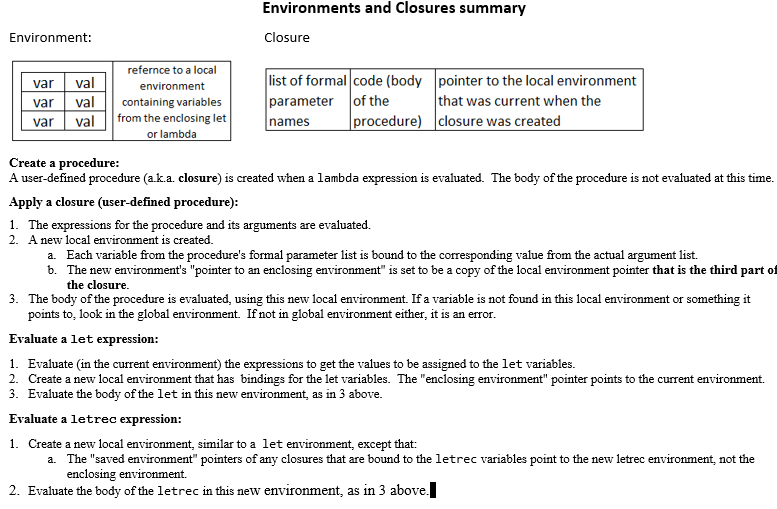 Environments and Closures summary
Environment:
Closure
var val
var val
var val
refernce to a local
environment
containing variables
from the enclosing let
or lambda
list of formal
parameter
names
code (body
of the
procedure)
pointer to the local environment
that was current when the
closure was created
Create a procedure:
A user-defined procedure (a.k.a. closure) is created when a lambda expression is evaluated. The body of the procedure is not evaluated at this time.
Apply a closure (user-defined procedure):
1. The expressions for the procedure and its arguments are evaluated.
2. A new local environment is created.
a. Each variable from the procedure's formal parameter list is bound to the corresponding value from the actual argument list.
b. The new environment's "pointer to an enclosing environment" is set to be a copy of the local environment pointer that is the third part of
the closure.
3. The body of the procedure is evaluated, using this new local environment. If a variable is not found in this local environment or something it
points to, look in the global environment. If not in global environment either, it is an error.
Evaluate a let expression:
1. Evaluate (in the current environment) the expressions to get the values to be assigned to the let variables.
2. Create a new local environment that has bindings for the let variables. The "enclosing environment" pointer points to the current environment.
3. Evaluate the body of the let in this new environment, as in 3 above.
Evaluate a letrec expression:
1. Create a new local environment, similar to a let environment, except that:
a. The "saved environment" pointers of any closures that are bound to the letrec variables point to the new letrec environment, not the
enclosing environment.
2. Evaluate the body of the letrec in this new environment, as in 3 above.